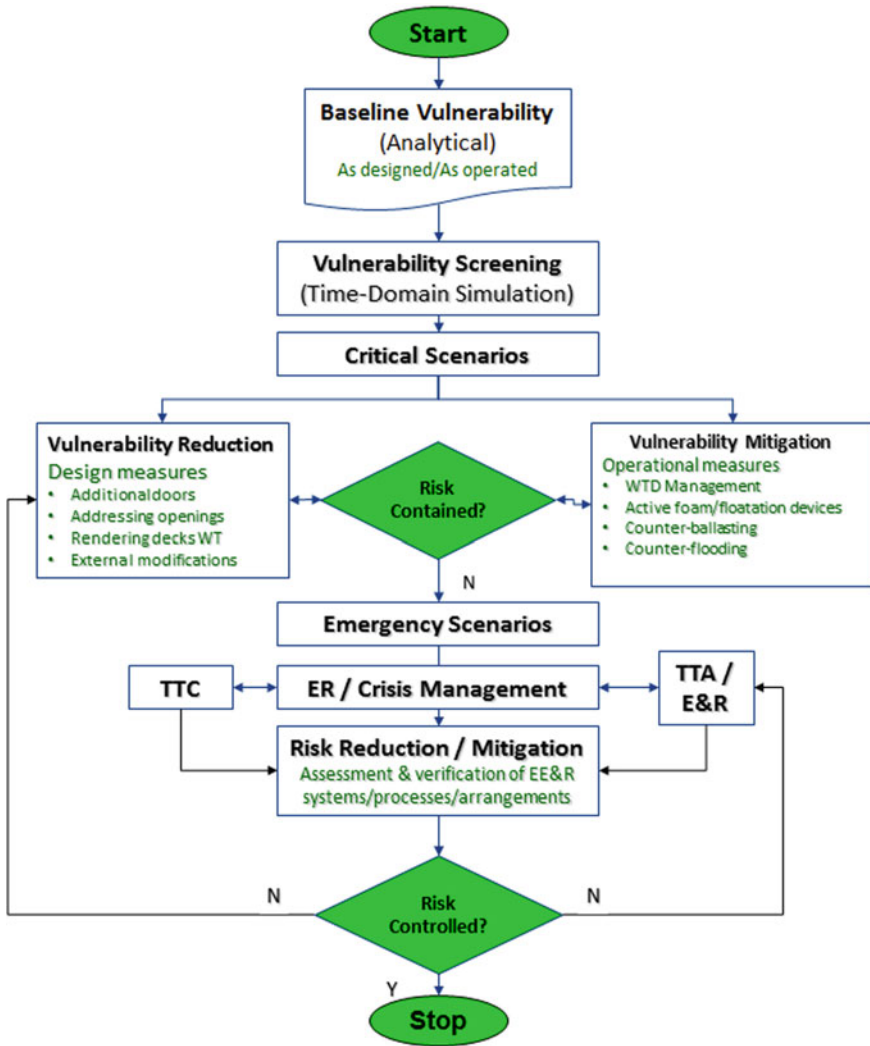 Start
Baseline Vulnerability
(Analytical)
As designed/As operated
Vulnerability Screening
(Time-Domain Simulation)
Critical Scenarios
Vulnerability Reduction
Design measures
• Additional doors
• Addressing openings
• Rendering decks WT
• External modifications
Risk
Contained?
Vulnerability Mitigation
Operational measures
• WTD Management
• Active foam/floatation devices
• Counter-ballasting
• Counter-flooding
N
Emergency Scenarios
TTC
ER / Crisis Management
TTA /
E&R
Risk Reduction / Mitigation
Assessment & verification of EE&R
systems/processes/arrangements
N
Risk
Controlled?
N
Y
Stop